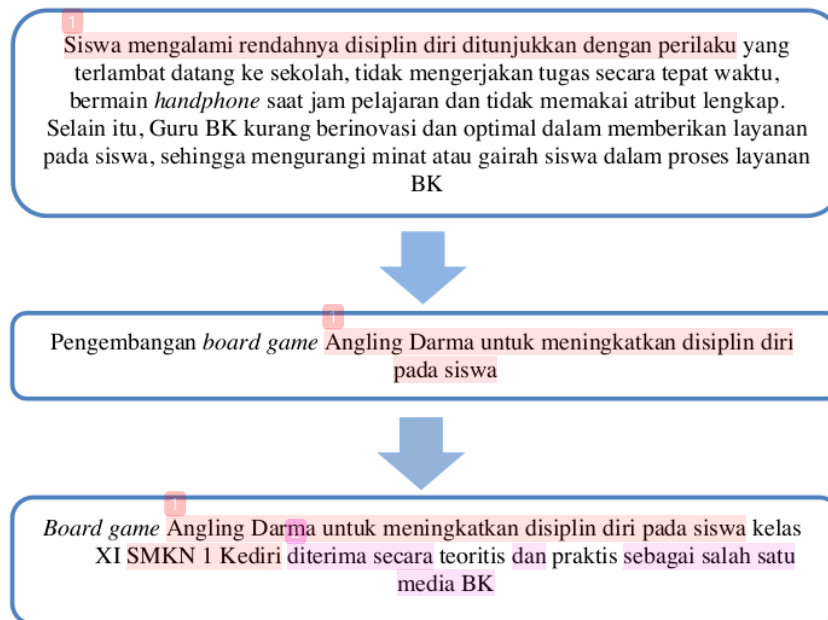 1
Siswa mengalami rendahnya disiplin diri ditunjukkan dengan perilaku yang
terlambat datang ke sekolah, tidak mengerjakan tugas secara tepat waktu,
bermain handphone saat jam pelajaran dan tidak memakai atribut lengkap.
Selain itu, Guru BK kurang berinovasi dan optimal dalam memberikan layanan
pada siswa, sehingga mengurangi minat atau gairah siswa dalam proses layanan
BK
1
Pengembangan board game Angling Darma untuk meningkatkan disiplin diri
pada siswa
1
Board game Angling Darma untuk meningkatkan disiplin diri pada siswa kelas
XI SMKN 1 Kediri diterima secara teoritis dan praktis sebagai salah satu
media BK